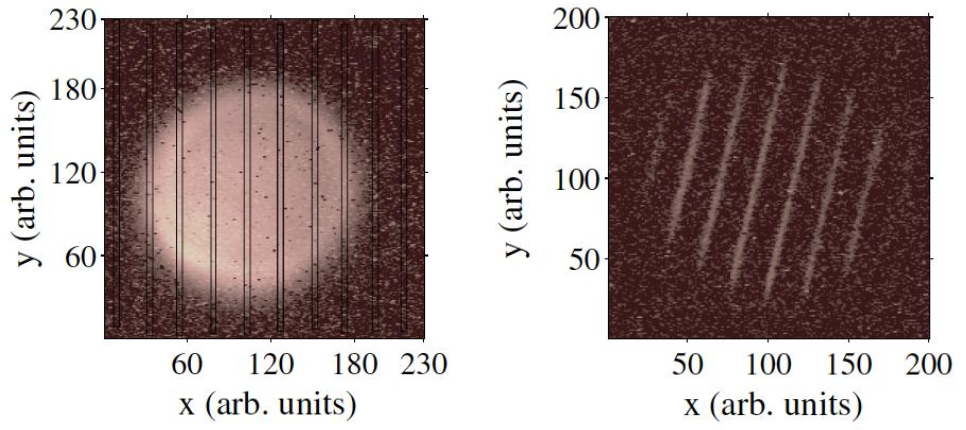 230
180
120
60
60 120 180 230
x (arb. units)
y (arb. units)
200
150
100
50
50 100 150 200
x (arb. units)
y (arb. units)